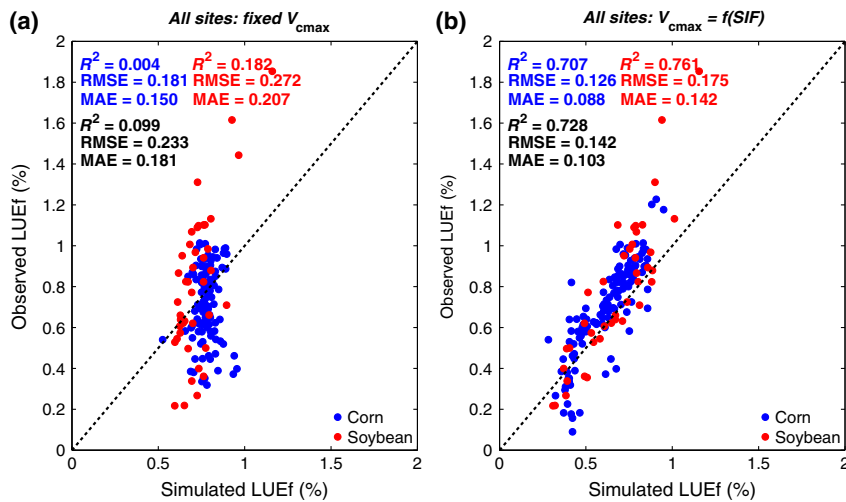 (a) All sites: fixed Vcmax
R2 = 0.004 R2 = 0.182
RMSE = 0.181 RMSE = 0.272
MAE = 0.150 MAE = 0.207
R2 = 0.099
RMSE = 0.233
MAE = 0.181
Observed LUEf (%)
2
1.8
1.6
1.4
1.2
1
0.8
0.6
0.4
0.2
0
Corn
Soybean
0 0.5 1 1.5 2
Simulated LUEf (%)
(b) All sites: Vcmax = f(SIF)
R2 = 0.707 R2 = 0.761
RMSE = 0.126 RMSE = 0.175
MAE = 0.088 MAE = 0.142
R2 = 0.728
RMSE = 0.142
MAE = 0.103
Observed LUEf (%)
2
1.8
1.6
1.4
1.2
1
0.8
0.6
0.4
0.2
0
Corn
Soybean
0 0.5 1 1.5 2
Simulated LUEf (%)